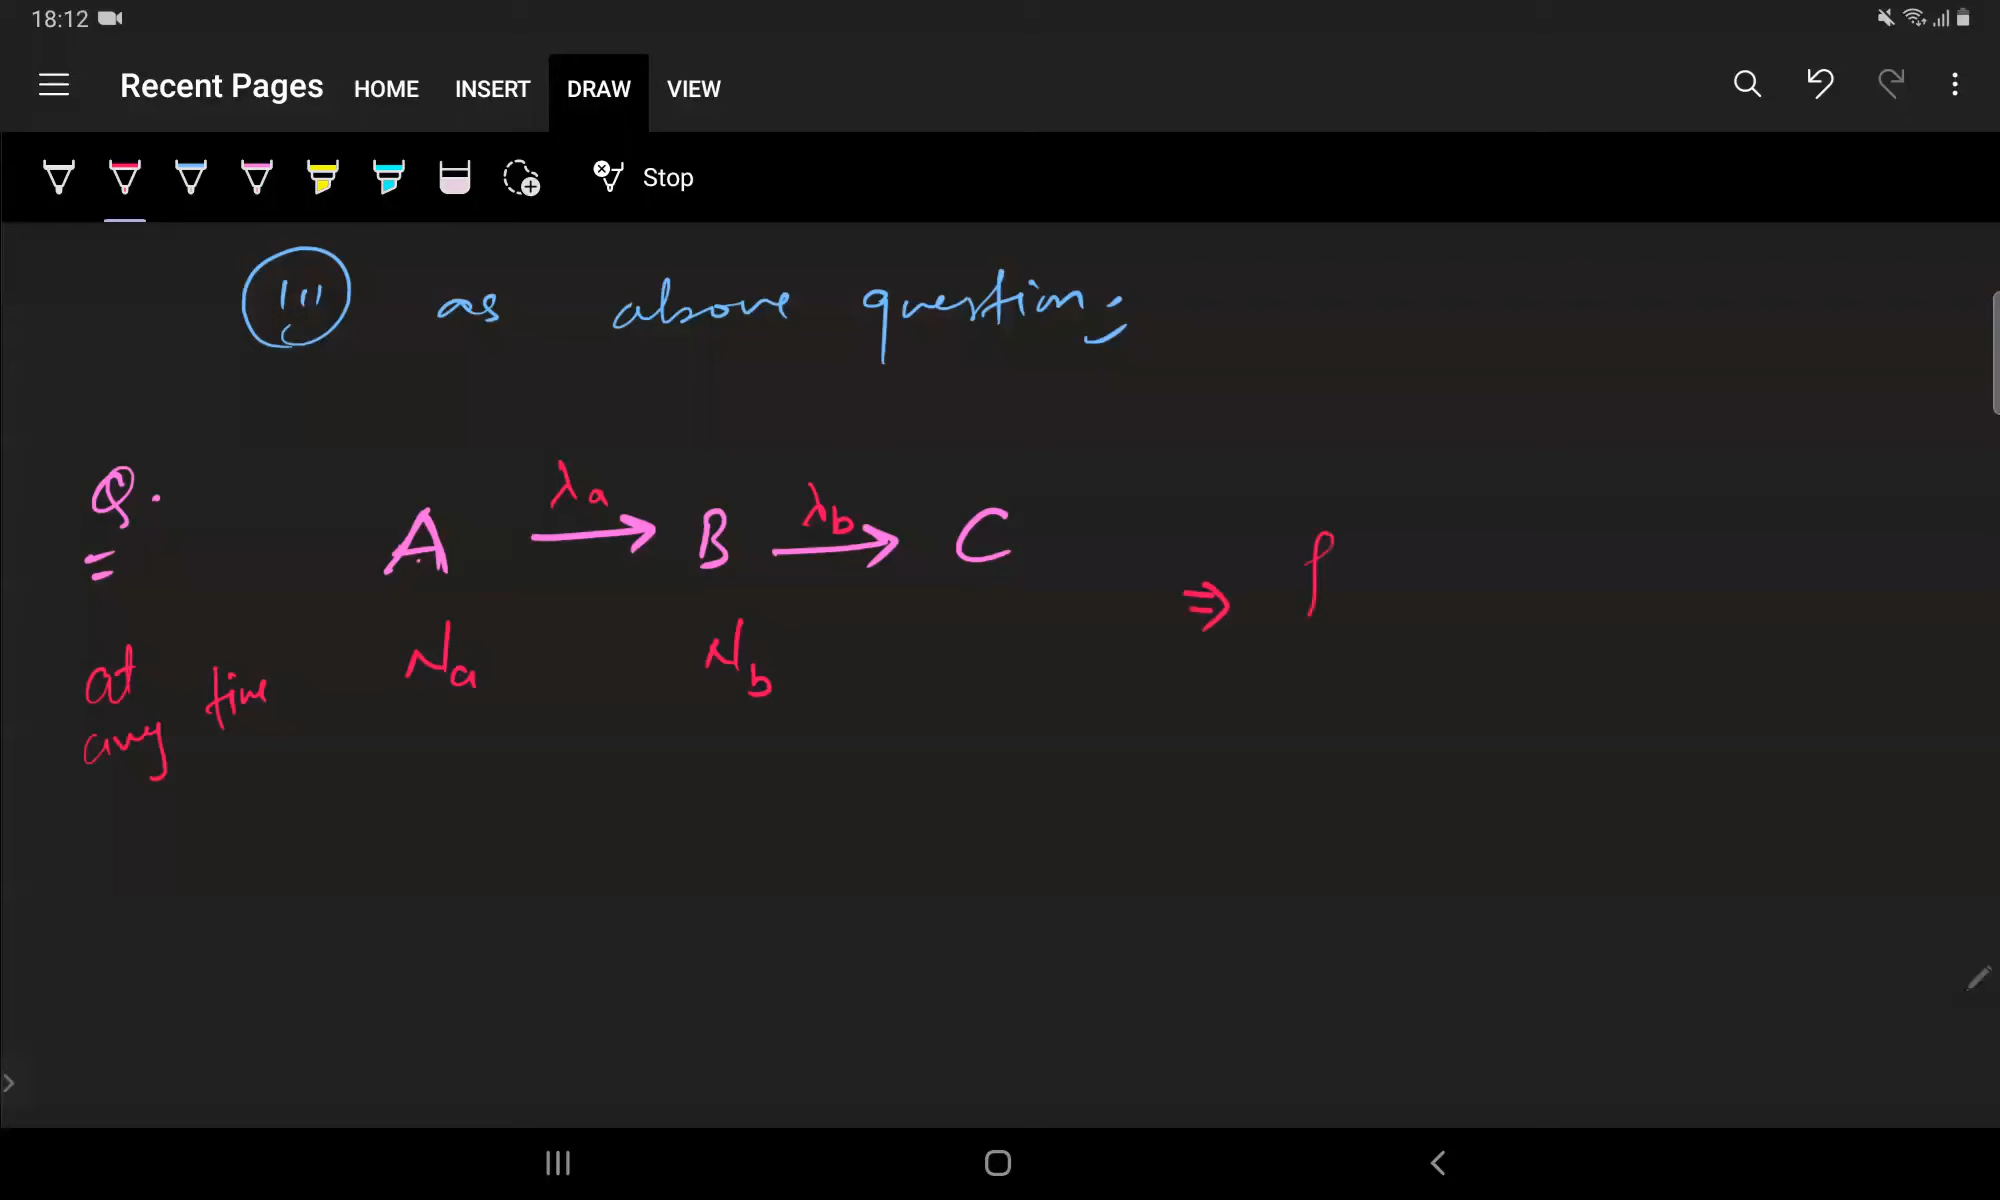 18:12
Recent Pages HOME INSERT DRAW VIEW
Stop
as above question
Q.
A λa B λb C
⇒ f
Na Nb
at any time